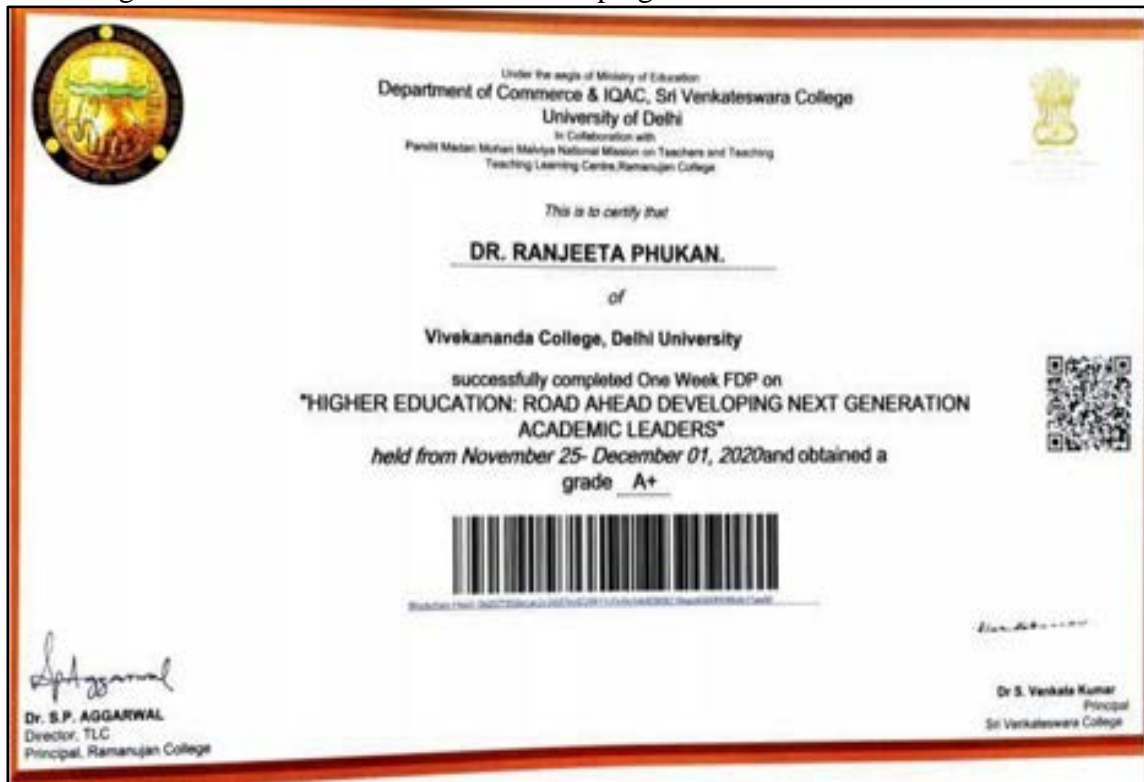 Under the aegis of Ministry of Education
Department of Commerce & IQAC, Sri Venkateswara College
University of Delhi
In Collaboration with
Pandit Madan Mohan Malviya National Mission on Teachers and Teaching
Teaching Learning Centre,Ramanujan College
This is to certify that
DR. RANJEETA PHUKAN.
of
Vivekananda College, Delhi University
successfully completed One Week FDP on
"HIGHER EDUCATION: ROAD AHEAD DEVELOPING NEXT GENERATION
ACADEMIC LEADERS"
held from November 25- December 01, 2020and obtained a
grade A+
SpAggarwal
Dr. S.P. AGGARWAL
Director, TLC
Principal, Ramanujan College
Dr S. Venkata Kumar
Principal
Sri Venkateswara College